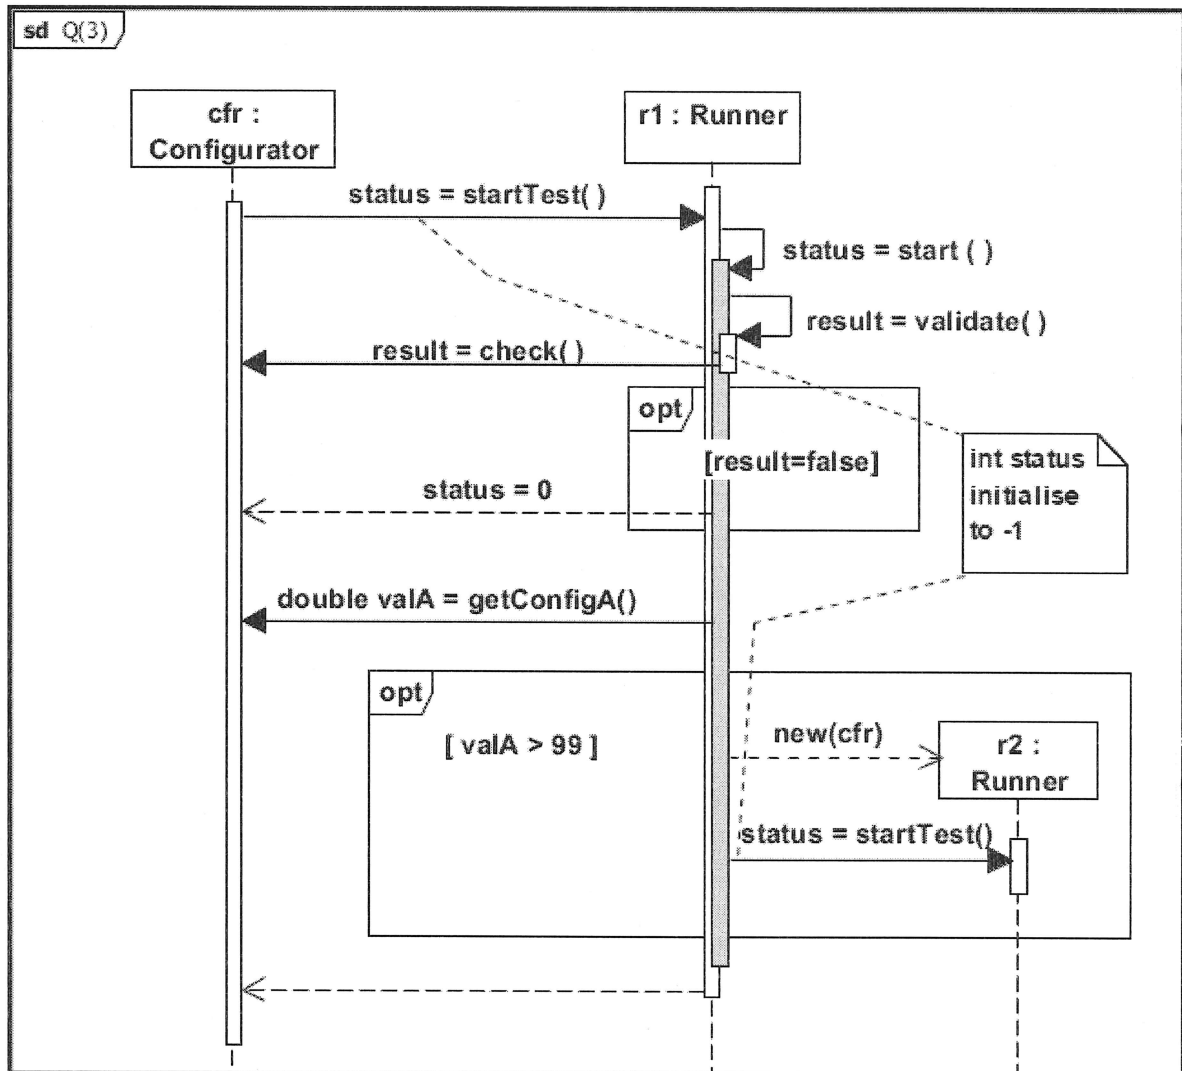 sd Q(3)
cfr :
Configurator
r1 : Runner
status = startTest( )
status = start ( )
result = validate( )
result = check( )
opt
[result=false]
int status
initialise
to -1
status = 0
double valA = getConfigA()
opt
[ valA > 99 ]
new(cfr)
r2 :
Runner
status = startTest()